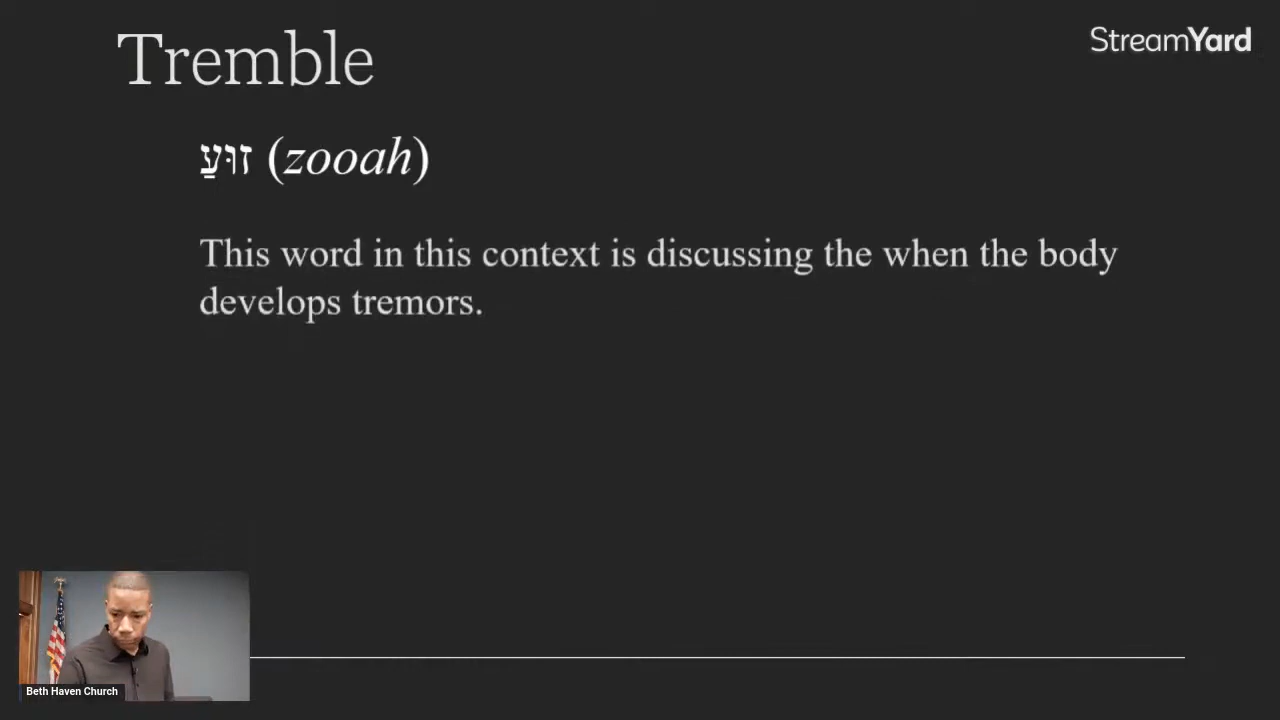 Tremble
StreamYard
זוּעַ (zooah)
This word in this context is discussing the when the body
develops tremors.
Beth Haven Church